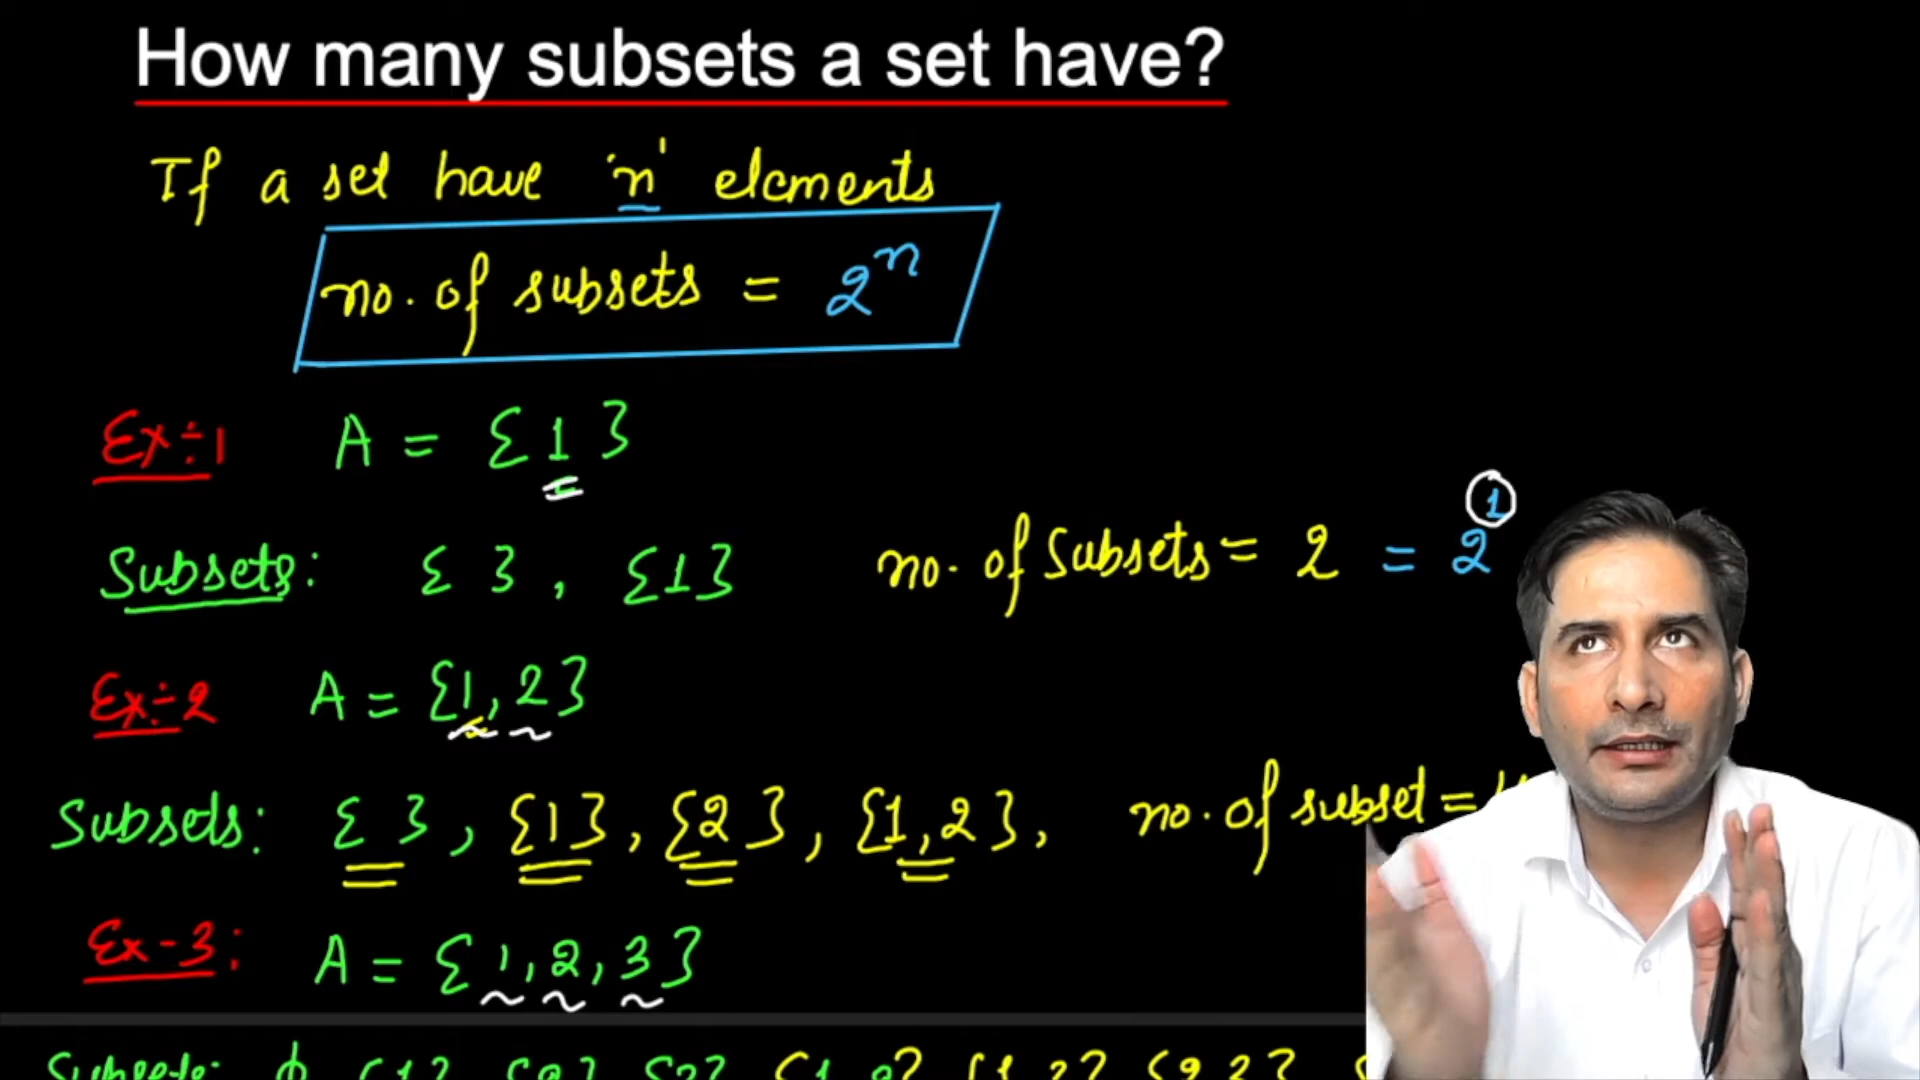 How many subsets a set have?
If a set have 'n' elements
no. of subsets = 2ⁿ
Ex÷1 A = {1}
Subsets: { }, {1} no. of Subsets = 2 = 2¹
Ex÷2 A = {1, 2}
Subsets: { }, {1}, {2}, {1,2}, no. of subset =
Ex-3: A = {1, 2, 3}
Subsets: ϕ